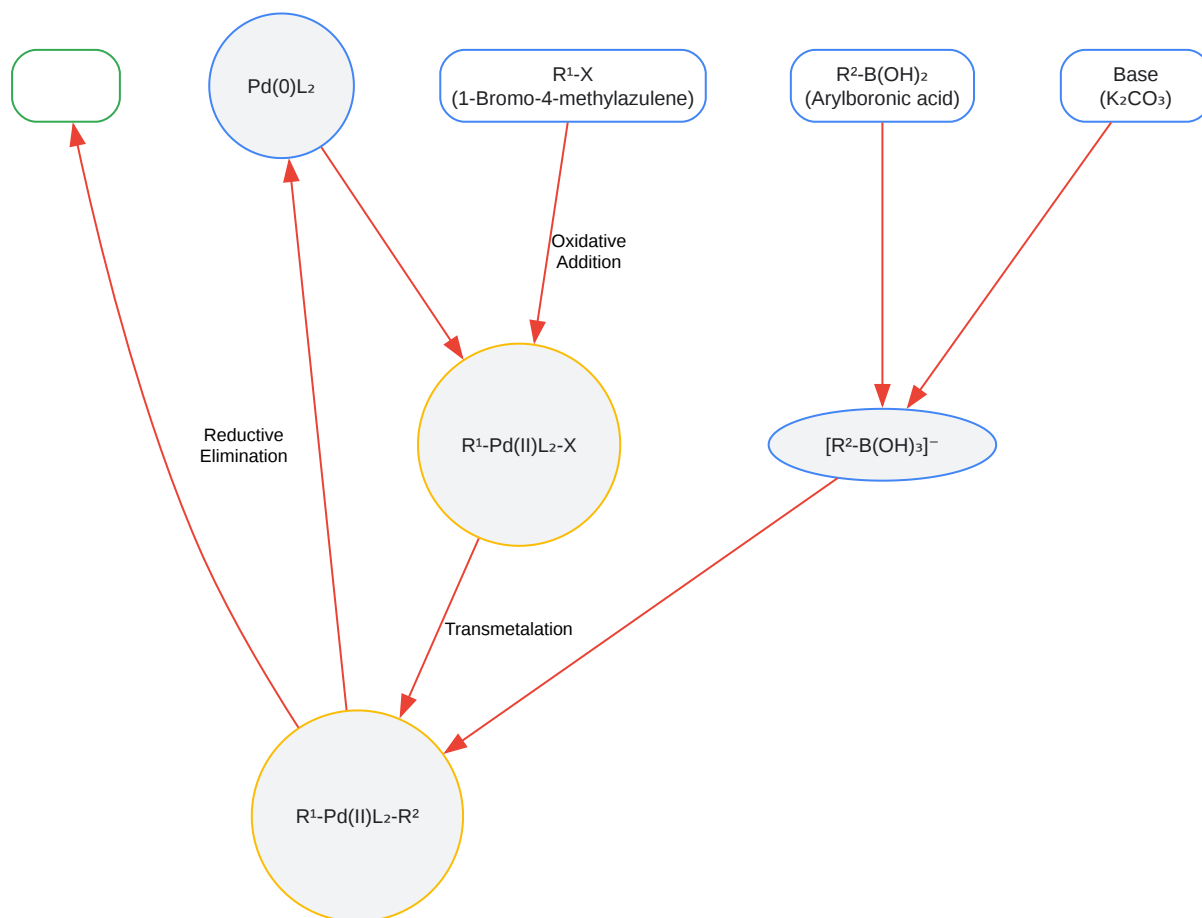 Pd(0)L₂
R¹-X
(1-Bromo-4-methylazulene)
R²-B(OH)₂
(Arylboronic acid)
Base
(K₂CO₃)
Oxidative
Addition
Reductive
Elimination
R¹-Pd(II)L₂-X
[R²-B(OH)₃]⁻
Transmetalation
R¹-Pd(II)L₂-R²